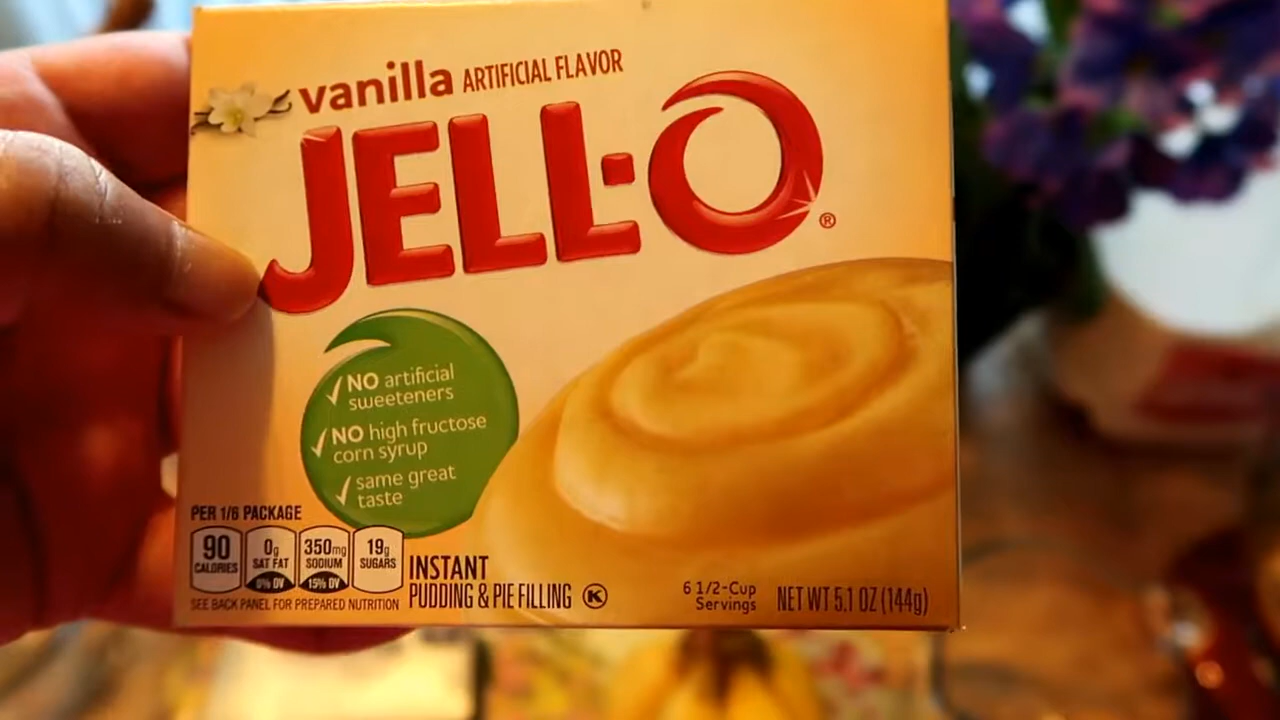 vanilla ARTIFICIAL FLAVOR
JELL-O®
✓NO artificial
sweeteners
✓NO high fructose
corn syrup
✓same great
taste
PER 1/6 PACKAGE
90
CALORIES
0g
SAT FAT
0% DV
350mg
SODIUM
15% DV
19g
SUGARS
SEE BACK PANEL FOR PREPARED NUTRITION
INSTANT
PUDDING & PIE FILLING K
6 1/2-Cup
Servings
NET WT 5.1 OZ (144g)